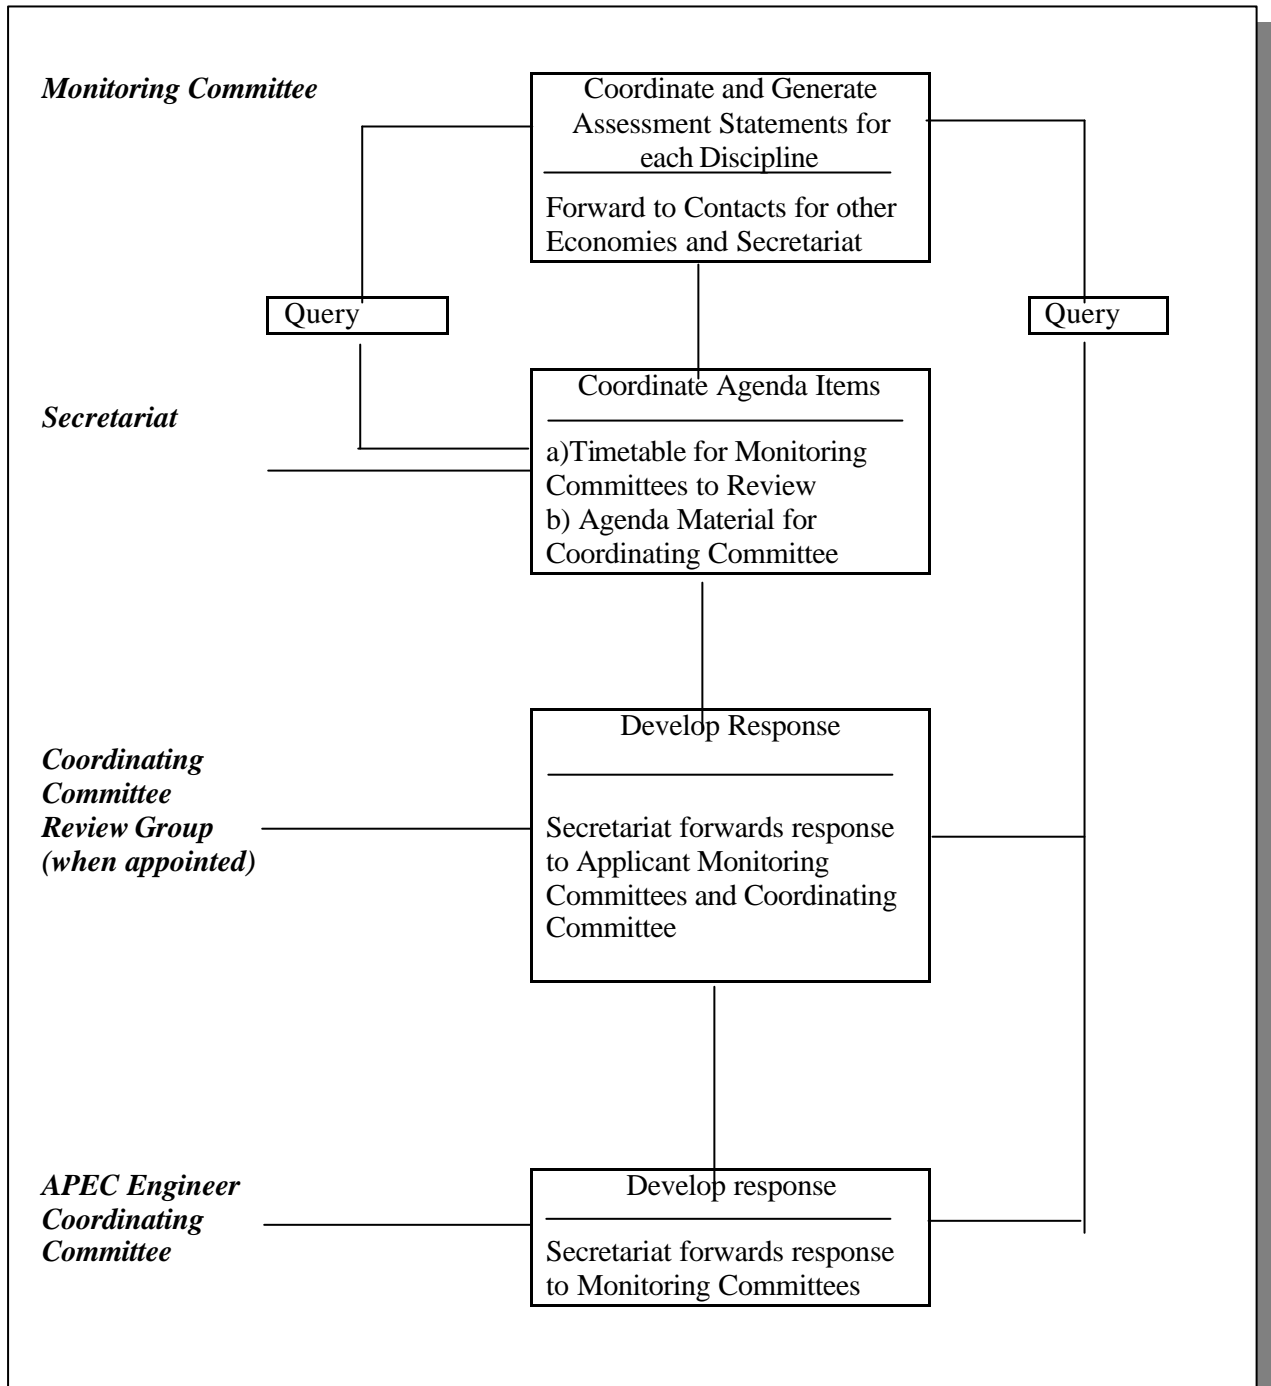 Monitoring Committee
Coordinate and Generate
Assessment Statements for
each Discipline
Forward to Contacts for other
Economies and Secretariat
Query
Query
Secretariat
Coordinate Agenda Items
a)Timetable for Monitoring
Committees to Review
b) Agenda Material for
Coordinating Committee
Coordinating
Committee
Review Group
(when appointed)
Develop Response
Secretariat forwards response
to Applicant Monitoring
Committees and Coordinating
Committee
APEC Engineer
Coordinating
Committee
Develop response
Secretariat forwards response
to Monitoring Committees